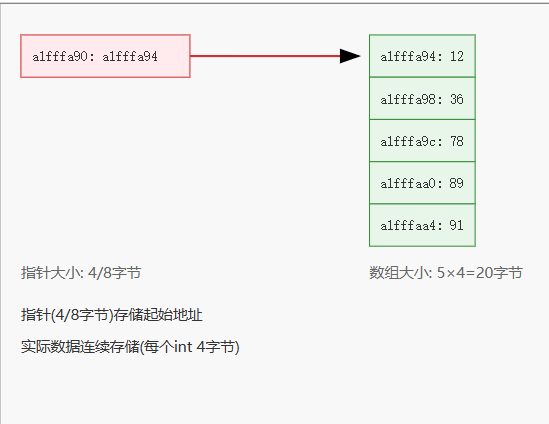 a1fffa90: a1fffa94
a1fffa94: 12
a1fffa98: 36
a1fffa9c: 78
a1fffaa0: 89
a1fffaa4: 91
指针大小: 4/8字节
数组大小: 5×4=20字节
指针(4/8字节)存储起始地址
实际数据连续存储(每个int 4字节)